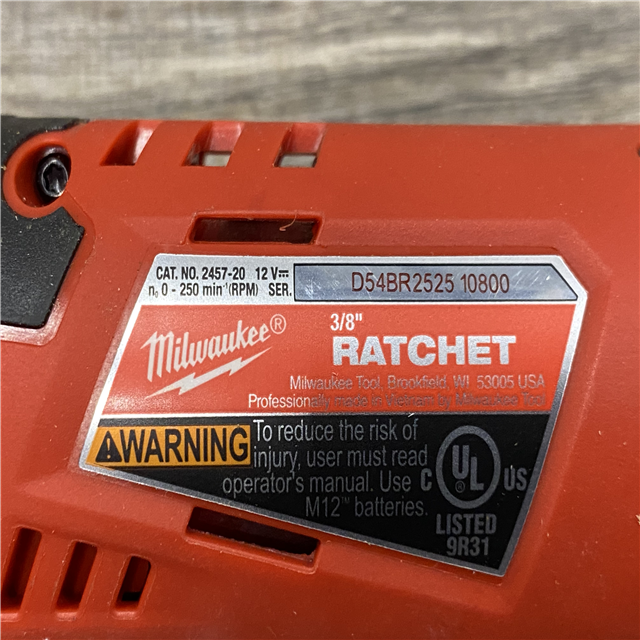 CAT. NO. 2457-20 12 V⎓
n₀ 0 - 250 min⁻¹(RPM) SER. D54BR2525 10800
Milwaukee®
3/8"
RATCHET
Milwaukee Tool, Brookfield, WI 53005 USA
Professionally made in Vietnam by Milwaukee Tool
WARNING
To reduce the risk of
injury, user must read
operator's manual. Use
M12™ batteries.
C UL US
LISTED
9R31